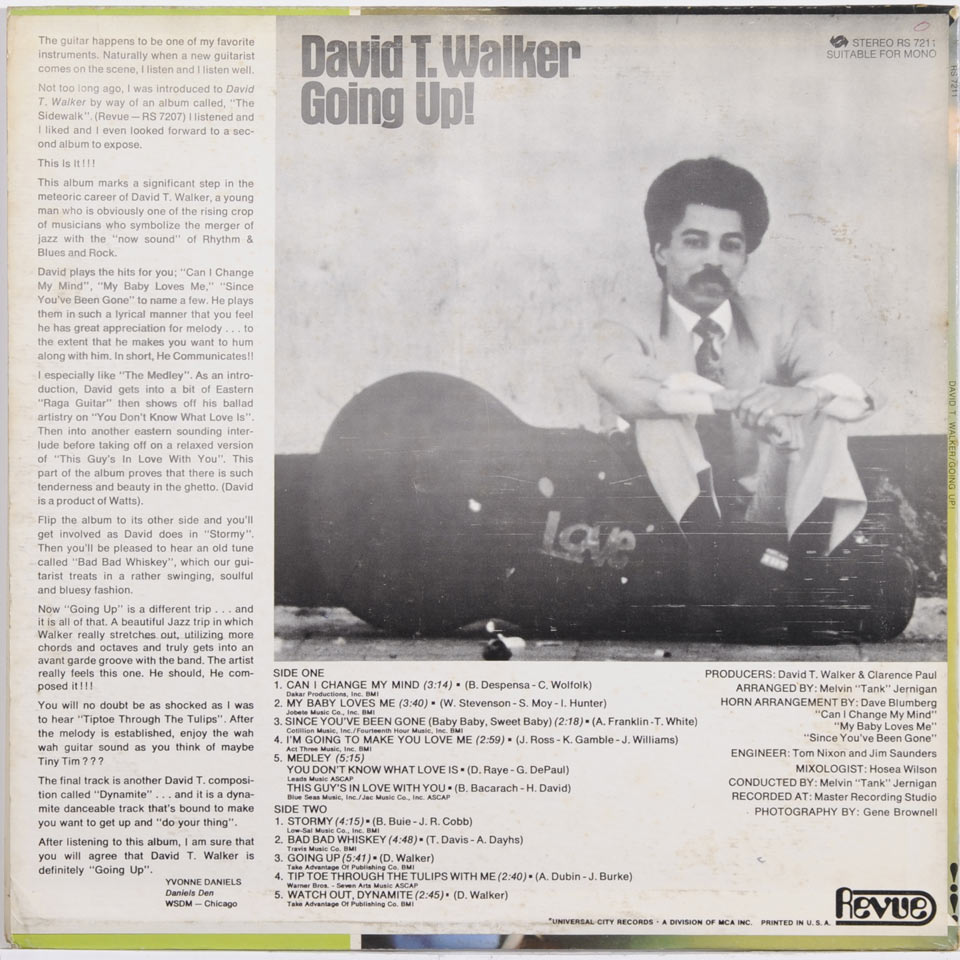 The guitar happens to be one of my favorite
instruments. Naturally when a new guitarist
comes on the scene, I listen and I listen well.
Not too long ago, I was introduced to David
T. Walker by way of an album called, "The
Sidewalk". (Revue — RS 7207) I listened and
I liked and I even looked forward to a sec-
ond album to expose.
This Is It!!!
This album marks a significant step in the
meteoric career of David T. Walker, a young
man who is obviously one of the rising crop
of musicians who symbolize the merger of
jazz with the "now sound" of Rhythm &
Blues and Rock.
David plays the hits for you; "Can I Change
My Mind", "My Baby Loves Me," "Since
You've Been Gone" to name a few. He plays
them in such a lyrical manner that you feel
he has great appreciation for melody . . . to
the extent that he makes you want to hum
along with him. In short, He Communicates!!
I especially like "The Medley". As an intro-
duction, David gets into a bit of Eastern
"Raga Guitar" then shows off his ballad
artistry on "You Don't Know What Love Is".
Then into another eastern sounding inter-
lude before taking off on a relaxed version
of "This Guy's In Love With You". This
part of the album proves that there is such
tenderness and beauty in the ghetto. (David
is a product of Watts).
Flip the album to its other side and you'll
get involved as David does in "Stormy".
Then you'll be pleased to hear an old tune
called "Bad Bad Whiskey", which our gui-
tarist treats in a rather swinging, soulful
and bluesy fashion.
Now "Going Up" is a different trip . . . and
it is all of that. A beautiful Jazz trip in which
Walker really stretches out, utilizing more
chords and octaves and truly gets into an
avant garde groove with the band. The artist
really feels this one. He should, He com-
posed it!!!
You will no doubt be as shocked as I was
to hear "Tiptoe Through The Tulips". After
the melody is established, enjoy the wah
wah guitar sound as you think of maybe
Tiny Tim???
The final track is another David T. composi-
tion called "Dynamite" . . . and it is a dyna-
mite danceable track that's bound to make
you want to get up and "do your thing".
After listening to this album, I am sure that
you will agree that David T. Walker is
definitely "Going Up".
YVONNE DANIELS
Daniels Den
WSDM — Chicago
David T. Walker
Going Up!
STEREO RS 7211
SUITABLE FOR MONO
Love
SIDE ONE
1. CAN I CHANGE MY MIND (3:14) • (B. Despensa - C, Wolfolk)
Dakar Productions, Inc. BMI
2. MY BABY LOVES ME (3:40) • (W. Stevenson - S. Moy - I. Hunter)
Jobete Music Co., Inc. BMI
3. SINCE YOU'VE BEEN GONE (Baby Baby, Sweet Baby) (2:18) • (A. Franklin - T. White)
Cotillion Music, Inc./Fourteenth Hour Music, Inc. BMI
4. I'M GOING TO MAKE YOU LOVE ME (2:59) • (J. Ross - K. Gamble - J. Williams)
Act Three Music, Inc. BMI
5. MEDLEY (5:15)
YOU DON'T KNOW WHAT LOVE IS • (D. Raye - G. DePaul)
Leads Music ASCAP
THIS GUY'S IN LOVE WITH YOU • (B. Bacarach - H. David)
Blue Seas Music, Inc./Jac Music Co., Inc. ASCAP
SIDE TWO
1. STORMY (4:15) • (B. Buie - J. R. Cobb)
Low-Sal Music Co., Inc. BMI
2. BAD BAD WHISKEY (4:48) • (T. Davis - A. Dayhs)
Travis Music Co. BMI
3. GOING UP (5:41) • (D. Walker)
Take Advantage Of Publishing Co. BMI
4. TIP TOE THROUGH THE TULIPS WITH ME (2:40) • (A. Dubin - J. Burke)
Warner Bros. - Seven Arts Music ASCAP
5. WATCH OUT, DYNAMITE (2:45) • (D. Walker)
Take Advantage Of Publishing Co. BMI
PRODUCERS: David T. Walker & Clarence Paul
ARRANGED BY: Melvin "Tank" Jernigan
HORN ARRANGEMENT BY: Dave Blumberg
"Can I Change My Mind"
"My Baby Loves Me"
"Since You've Been Gone"
ENGINEER: Tom Nixon and Jim Saunders
MIXOLOGIST: Hosea Wilson
CONDUCTED BY: Melvin "Tank" Jernigan
RECORDED AT: Master Recording Studio
PHOTOGRAPHY BY: Gene Brownell
Revue
"UNIVERSAL CITY RECORDS • A DIVISION OF MCA INC. PRINTED IN U.S.A.
RS 7211
DAVID T. WALKER/GOING UP!